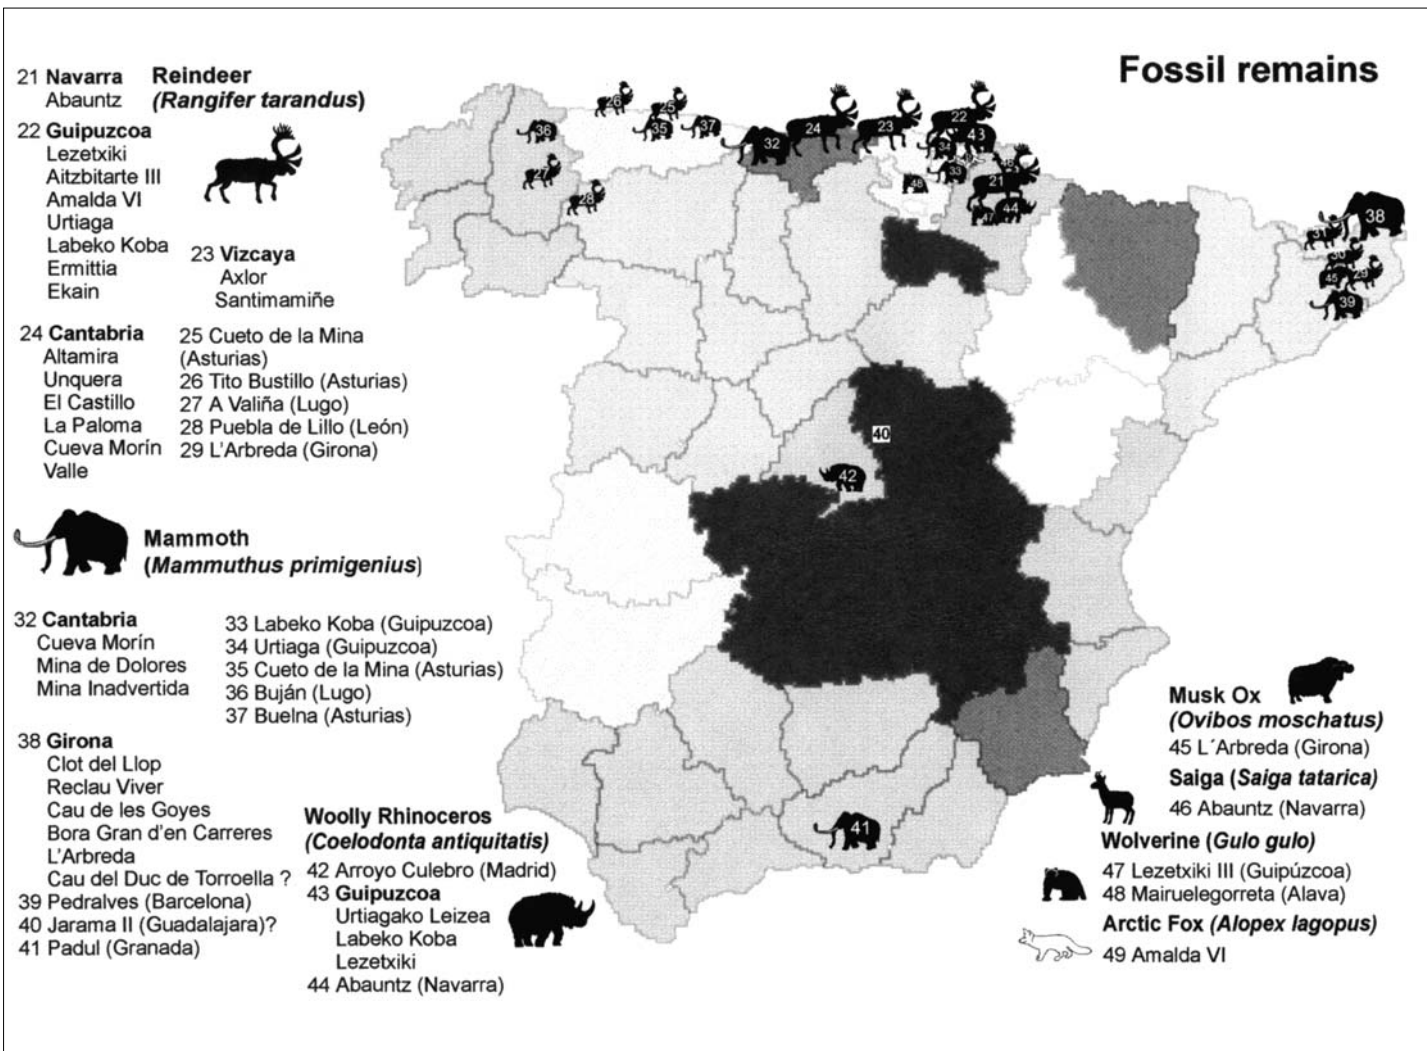 Fossil remains
21 Navarra
Abauntz
Reindeer
(Rangifer tarandus)
22 Guipuzcoa
Lezetxiki
Aitzbitarte III
Amalda VI
Urtiaga
Labeko Koba
Ermittia
Ekain
23 Vizcaya
Axlor
Santimamiñe
24 Cantabria
Altamira
Unquera
El Castillo
La Paloma
Cueva Morín
Valle
25 Cueto de la Mina
(Asturias)
26 Tito Bustillo (Asturias)
27 A Valiña (Lugo)
28 Puebla de Lillo (León)
29 L'Arbreda (Girona)
Mammoth
(Mammuthus primigenius)
32 Cantabria
Cueva Morín
Mina de Dolores
Mina Inadvertida
33 Labeko Koba (Guipuzcoa)
34 Urtiaga (Guipuzcoa)
35 Cueto de la Mina (Asturias)
36 Buján (Lugo)
37 Buelna (Asturias)
38 Girona
Clot del Llop
Reclau Viver
Cau de les Goyes
Bora Gran d'en Carreres
L'Arbreda
Cau del Duc de Torroella ?
39 Pedralves (Barcelona)
40 Jarama II (Guadalajara)?
41 Padul (Granada)
Woolly Rhinoceros
(Coelodonta antiquitatis)
42 Arroyo Culebro (Madrid)
43 Guipuzcoa
Urtiagako Leizea
Labeko Koba
Lezetxiki
44 Abauntz (Navarra)
Musk Ox
(Ovibos moschatus)
45 L´Arbreda (Girona)
Saiga (Saiga tatarica)
46 Abauntz (Navarra)
Wolverine (Gulo gulo)
47 Lezetxiki III (Guipúzcoa)
48 Mairuelegorreta (Alava)
Arctic Fox (Alopex lagopus)
49 Amalda VI
26
25
36
35
37
32
24
23
22
43
34
33
27
28
48
21
44
47
38
31
30
45
29
39
40
42
41